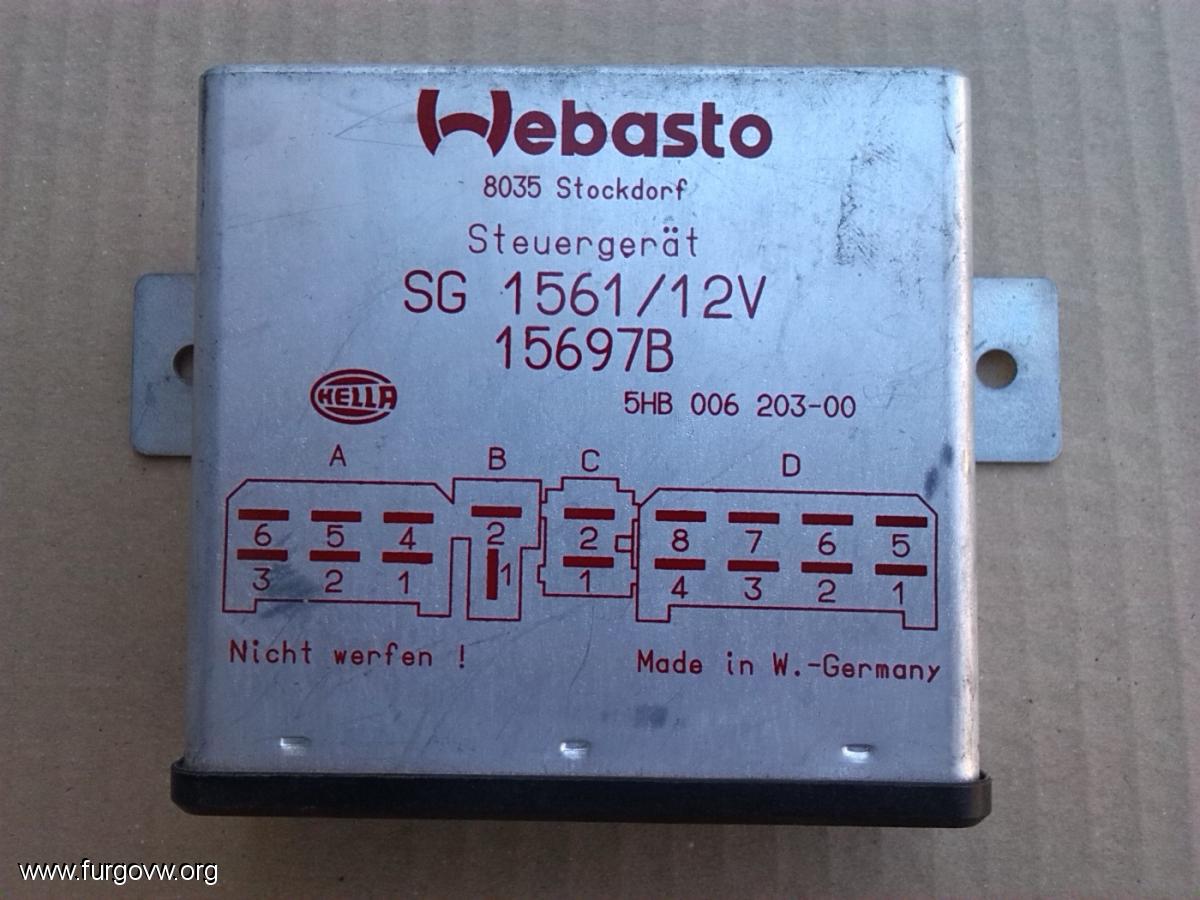 Webasto
8035 Stockdorf
Steuergerät
SG 1561/12V
15697B
HELLA
5HB 006 203-00
A B C D
6 5 4 2 2 8 7 6 5
3 2 1 1 1 4 3 2 1
Nicht werfen !
Made in W.-Germany
www.furgovw.org